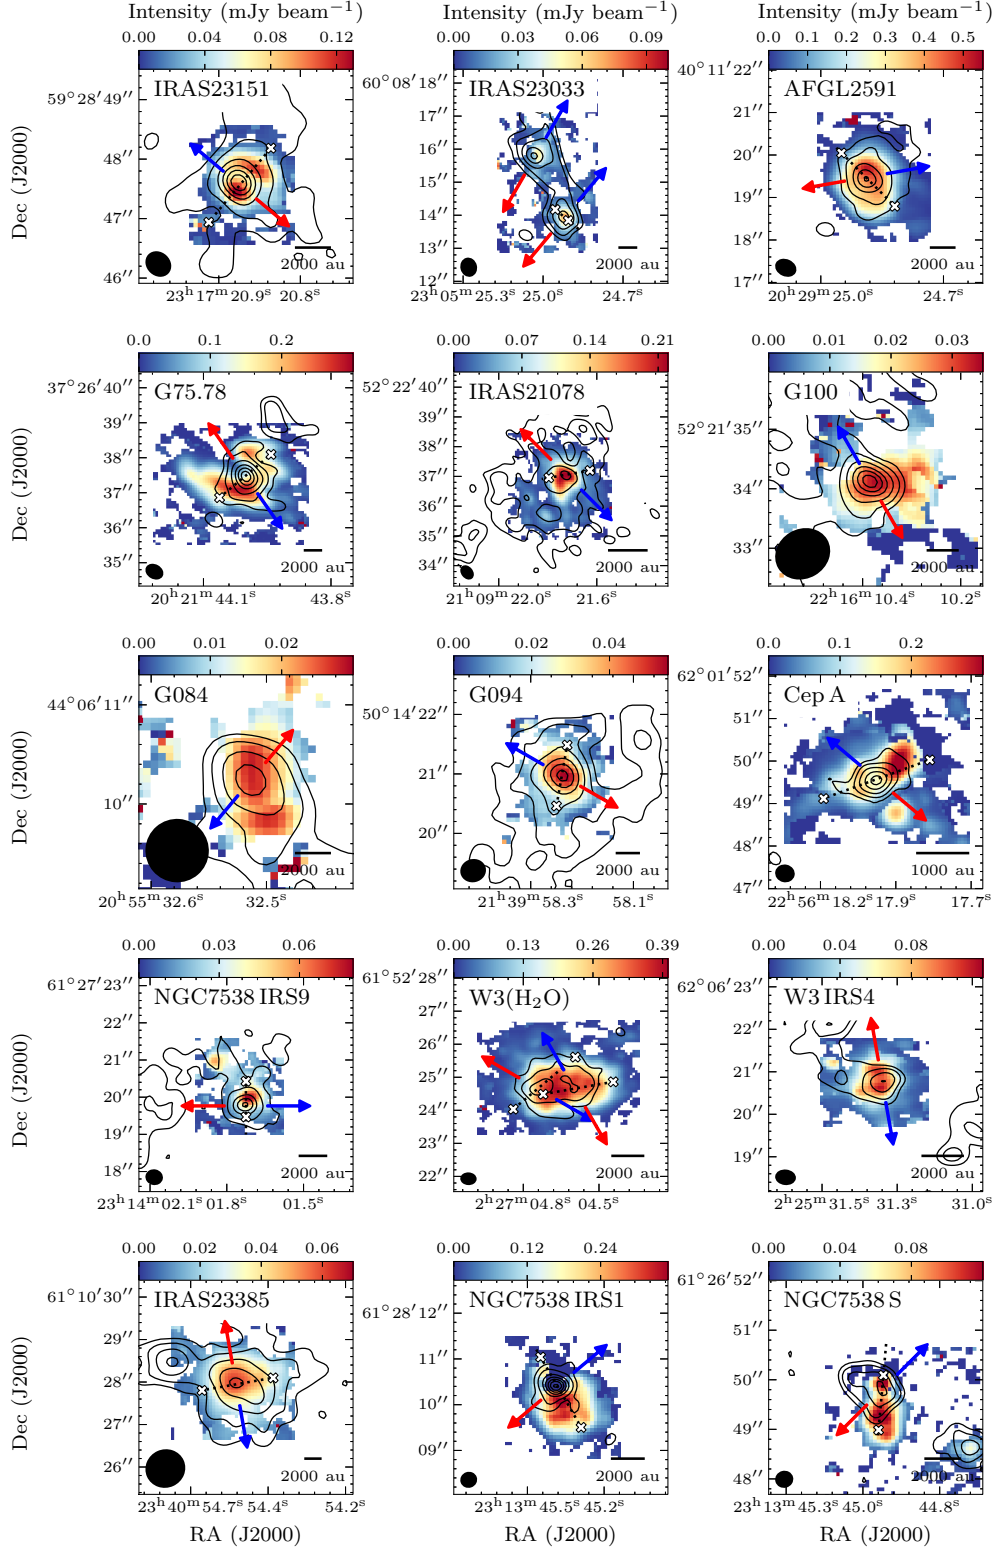 Intensity (mJy beam⁻¹) Intensity (mJy beam⁻¹) Intensity (mJy beam⁻¹)
0.00 0.04 0.08 0.12 0.00 0.03 0.06 0.09 0.0 0.1 0.2 0.3 0.4 0.5
IRAS23151 IRAS23033 AFGL2591
59°28′49″ 48″ 47″ 46″
60°08′18″ 17″ 16″ 15″ 14″ 13″ 12″
40°11′22″ 21″ 20″ 19″ 18″ 17″
Dec (J2000)
2000 au 2000 au 2000 au
23ʰ17ᵐ20.9ˢ 20.8ˢ 23ʰ05ᵐ25.3ˢ 25.0ˢ 24.7ˢ 20ʰ29ᵐ25.0ˢ 24.7ˢ
0.0 0.1 0.2 0.00 0.07 0.14 0.21 0.00 0.01 0.02 0.03
G75.78 IRAS21078 G100
37°26′40″ 39″ 38″ 37″ 36″ 35″
52°22′40″ 39″ 38″ 37″ 36″ 35″ 34″
52°21′35″ 34″ 33″
Dec (J2000)
2000 au 2000 au 2000 au
20ʰ21ᵐ44.1ˢ 43.8ˢ 21ʰ09ᵐ22.0ˢ 21.6ˢ 22ʰ16ᵐ10.4ˢ 10.2ˢ
0.00 0.01 0.02 0.00 0.02 0.04 0.0 0.1 0.2
G084 G094 Cep A
44°06′11″ 10″
50°14′22″ 21″ 20″
62°01′52″ 51″ 50″ 49″ 48″ 47″
Dec (J2000)
2000 au 2000 au 1000 au
20ʰ55ᵐ32.6ˢ 32.5ˢ 21ʰ39ᵐ58.3ˢ 58.1ˢ 22ʰ56ᵐ18.2ˢ 17.9ˢ 17.7ˢ
0.00 0.02 0.04 0.06 0.00 0.13 0.26 0.39 0.00 0.04 0.08
NGC7538 IRS9 W3(H₂O) W3 IRS4
61°27′23″ 22″ 21″ 20″ 19″ 18″
61°52′28″ 27″ 26″ 25″ 24″ 23″ 22″
62°06′23″ 22″ 21″ 20″ 19″
Dec (J2000)
2000 au 2000 au 2000 au
23ʰ14ᵐ02.1ˢ 01.8ˢ 01.5ˢ 2ʰ27ᵐ04.8ˢ 04.5ˢ 2ʰ25ᵐ31.5ˢ 31.3ˢ 31.0ˢ
0.00 0.02 0.04 0.06 0.00 0.12 0.24 0.00 0.04 0.08
IRAS23385 NGC7538 IRS1 NGC7538 S
61°10′30″ 29″ 28″ 27″ 26″
61°28′12″ 11″ 10″ 09″
61°26′52″ 51″ 50″ 49″ 48″
Dec (J2000)
2000 au 2000 au 2000 au
23ʰ40ᵐ54.7ˢ 54.4ˢ 54.2ˢ 23ʰ13ᵐ45.5ˢ 45.2ˢ 23ʰ13ᵐ45.3ˢ 45.0ˢ 44.8ˢ
RA (J2000) RA (J2000) RA (J2000)